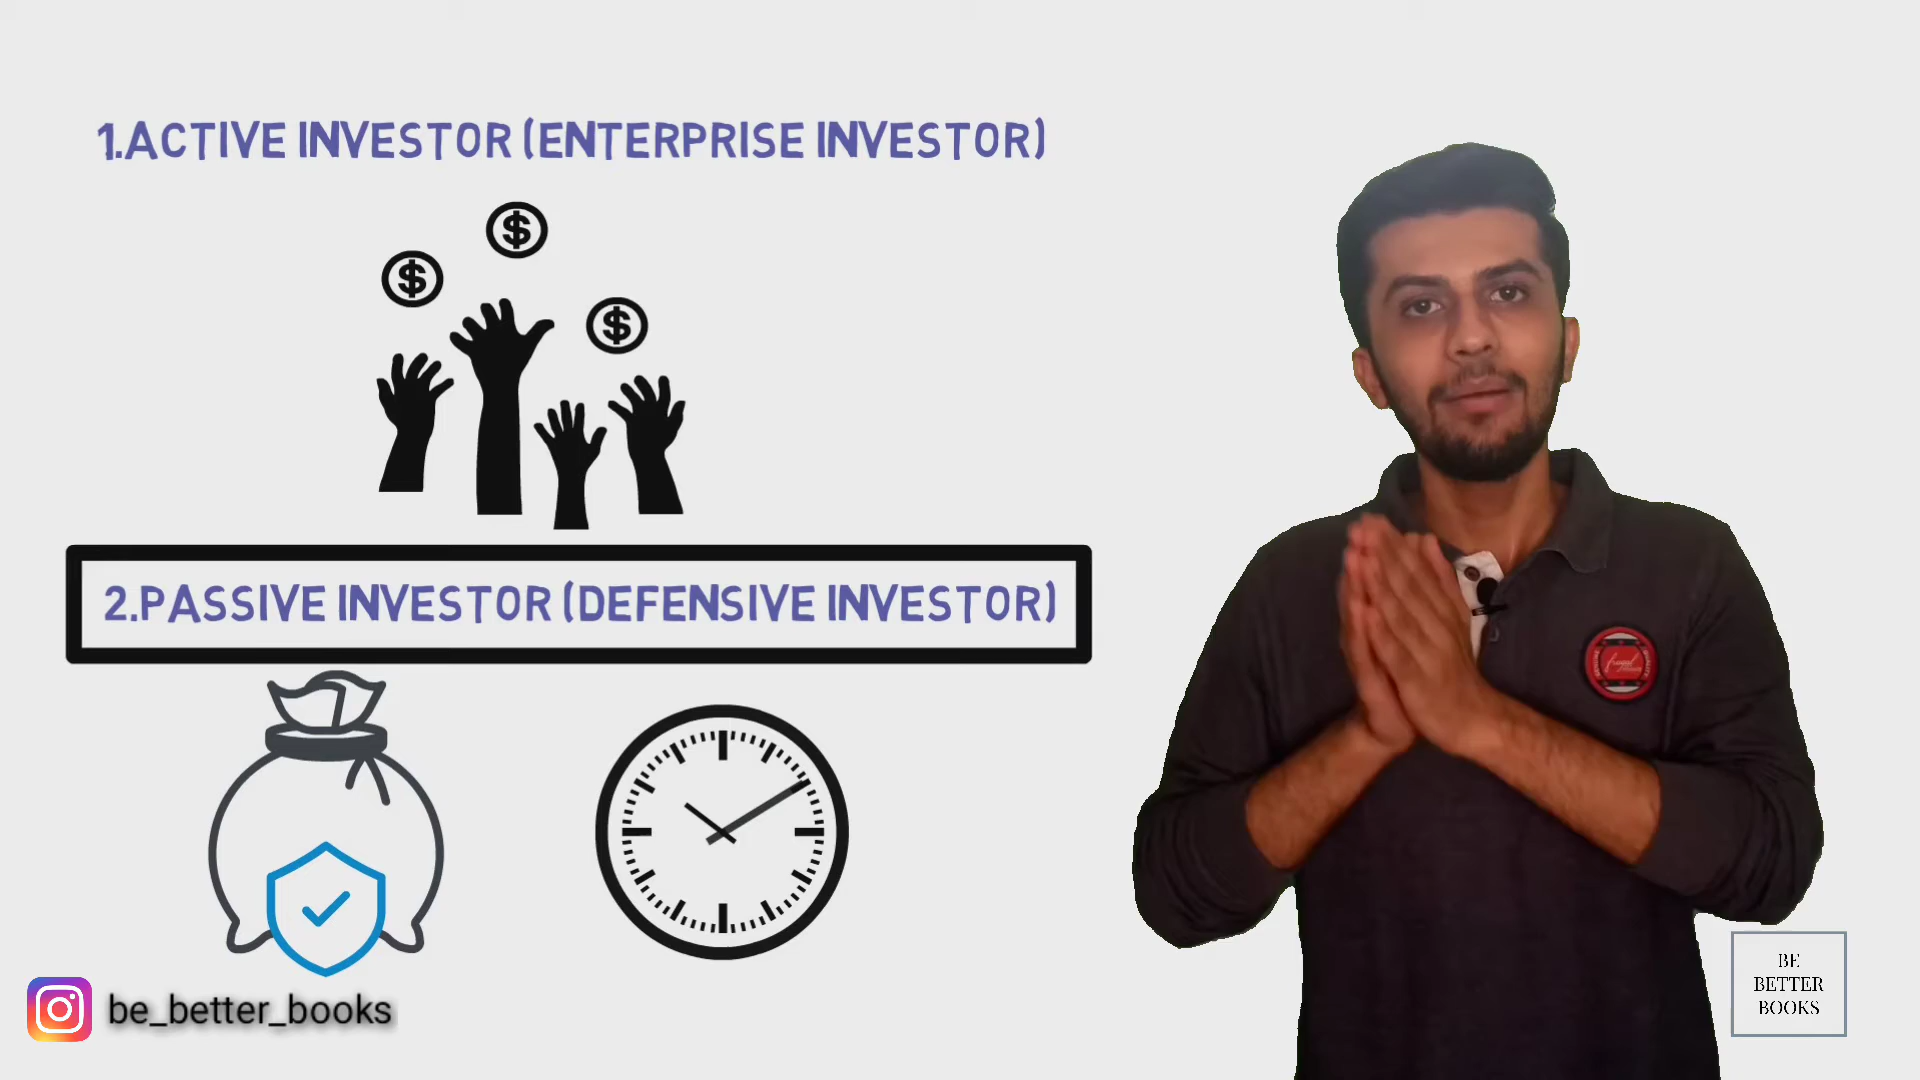 1.ACTIVE INVESTOR (ENTERPRISE INVESTOR)
$
$
$
2.PASSIVE INVESTOR (DEFENSIVE INVESTOR)
be_better_books
BE
BETTER
BOOKS